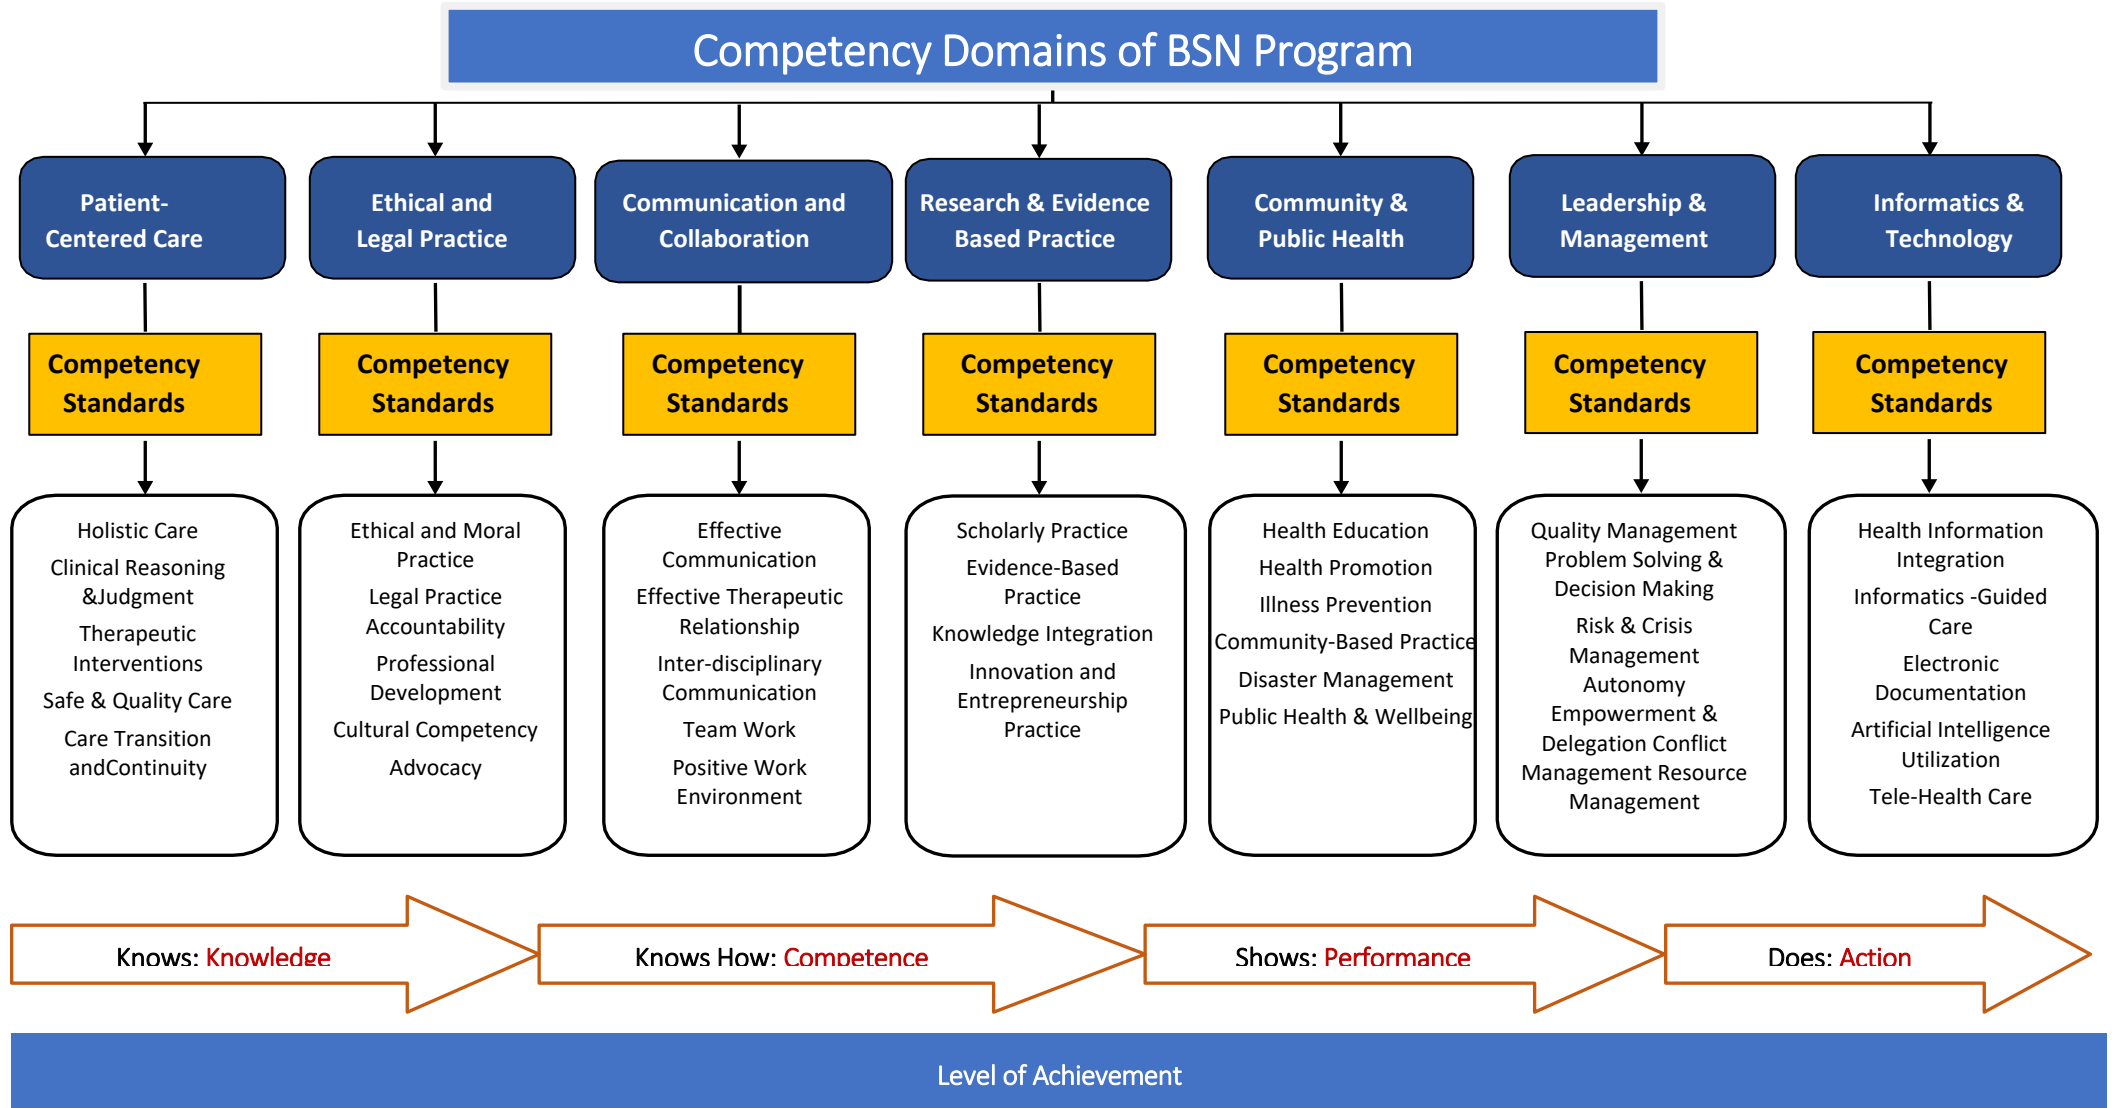 Competency Domains of BSN Program
Patient-
Centered Care
Ethical and
Legal Practice
Communication and
Collaboration
Research & Evidence
Based Practice
Community &
Public Health
Leadership &
Management
Informatics &
Technology
Competency
Standards
Competency
Standards
Competency
Standards
Competency
Standards
Competency
Standards
Competency
Standards
Competency
Standards
Holistic Care
Clinical Reasoning
&Judgment
Therapeutic
Interventions
Safe & Quality Care
Care Transition
andContinuity
Ethical and Moral
Practice
Legal Practice
Accountability
Professional
Development
Cultural Competency
Advocacy
Effective
Communication
Effective Therapeutic
Relationship
Inter-disciplinary
Communication
Team Work
Positive Work
Environment
Scholarly Practice
Evidence-Based
Practice
Knowledge Integration
Innovation and
Entrepreneurship
Practice
Health Education
Health Promotion
Illness Prevention
Community-Based Practice
Disaster Management
Public Health & Wellbeing
Quality Management
Problem Solving &
Decision Making
Risk & Crisis
Management
Autonomy
Empowerment &
Delegation Conflict
Management Resource
Management
Health Information
Integration
Informatics -Guided
Care
Electronic
Documentation
Artificial Intelligence
Utilization
Tele-Health Care
Knows: Knowledge
Knows How: Competence
Shows: Performance
Does: Action
Level of Achievement